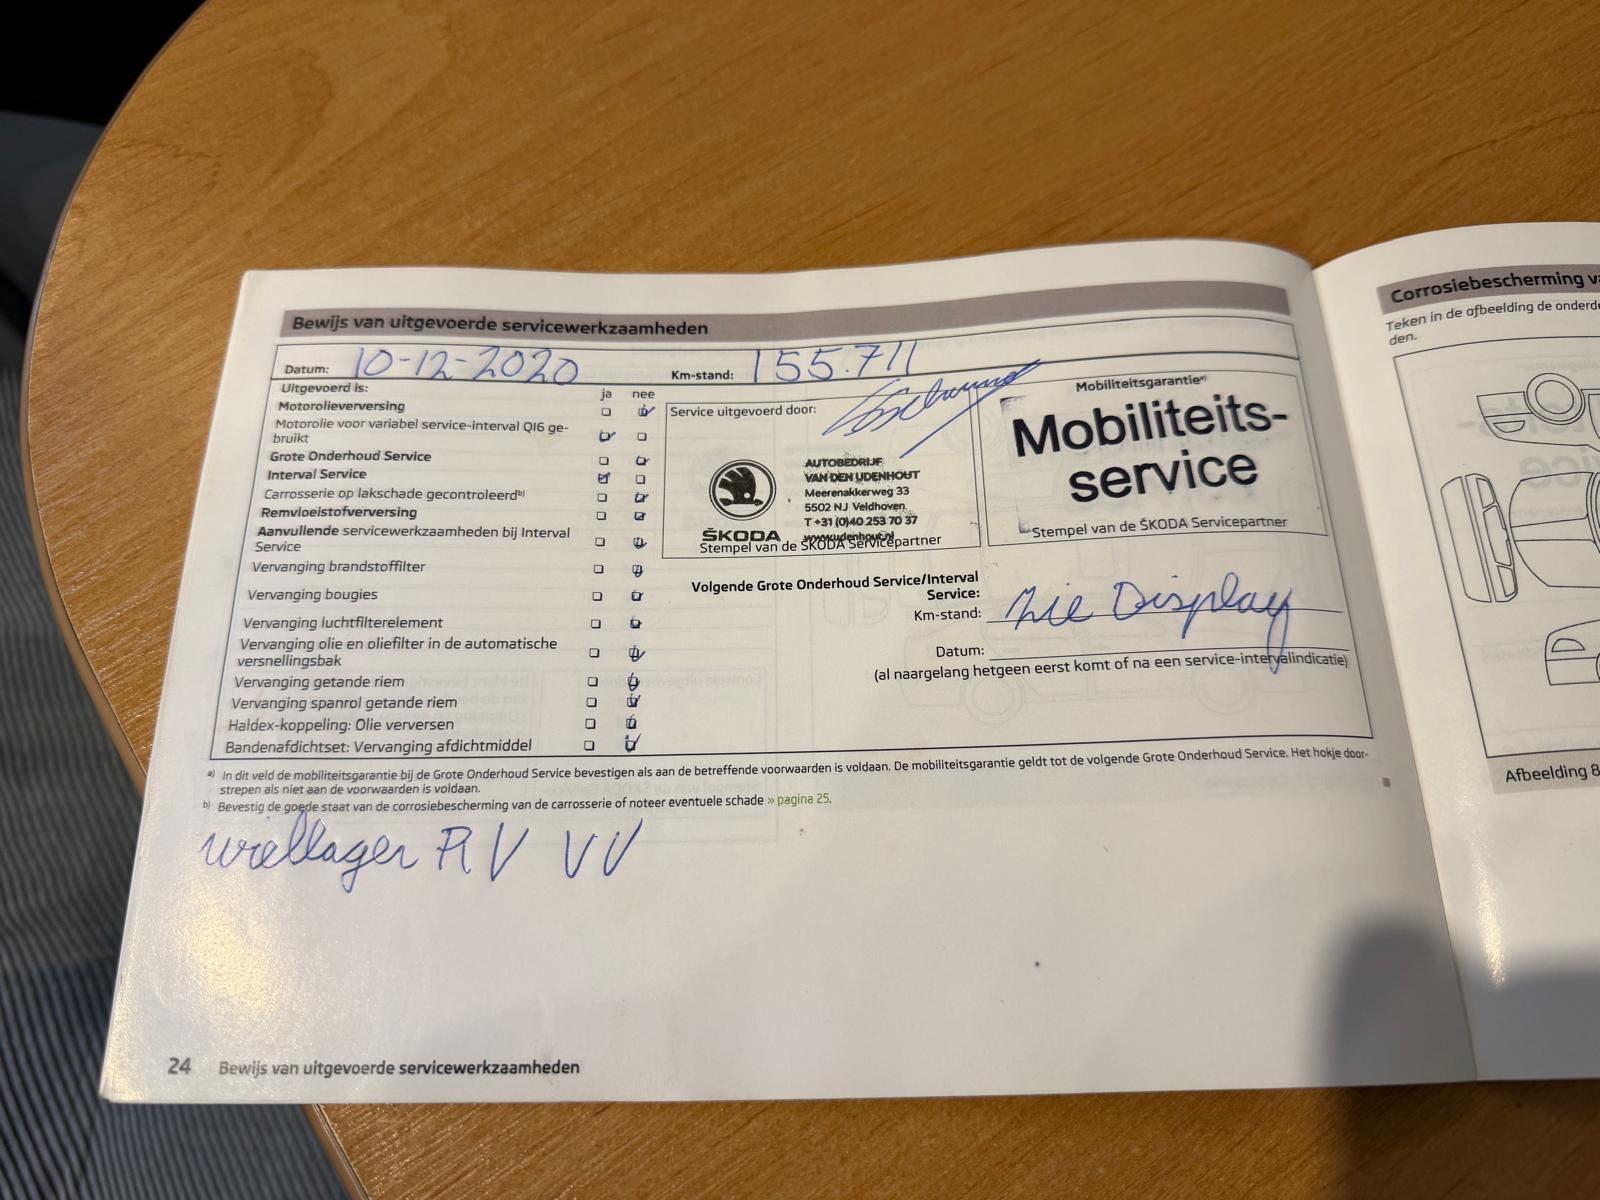 Bewijs van uitgevoerde servicewerkzaamheden
Datum: 10-12-2020 Km-stand: 155.711
Uitgevoerd is: ja nee
Motorolieverversing
Motorolie voor variabel service-interval QI6 ge-
bruikt
Grote Onderhoud Service
Interval Service
Carrosserie op lakschade gecontroleerdb)
Remvloeistofverversing
Aanvullende servicewerkzaamheden bij Interval
Service
Vervanging brandstoffilter
Vervanging bougies
Vervanging luchtfilterelement
Vervanging olie en oliefilter in de automatische
versnellingsbak
Vervanging getande riem
Vervanging spanrol getande riem
Haldex-koppeling: Olie verversen
Bandenafdichtset: Vervanging afdichtmiddel
Service uitgevoerd door:
ŠKODA
AUTOBEDRIJF
VAN DEN UDENHOUT
Meerenakkerweg 33
5502 NJ Veldhoven
T +31 (0)40 253 70 37
www.udenhout.nl
Stempel van de ŠKODA Servicepartner
Mobiliteitsgarantiea)
Mobiliteits-
service
Stempel van de ŠKODA Servicepartner
Volgende Grote Onderhoud Service/Interval
Service:
Km-stand: zie Display
Datum:
(al naargelang hetgeen eerst komt of na een service-intervalindicatie)
a) In dit veld de mobiliteitsgarantie bij de Grote Onderhoud Service bevestigen als aan de betreffende voorwaarden is voldaan. De mobiliteitsgarantie geldt tot de volgende Grote Onderhoud Service. Het hokje door-
strepen als niet aan de voorwaarden is voldaan.
b) Bevestig de goede staat van de corrosiebescherming van de carrosserie of noteer eventuele schade » pagina 25.
wiellager RV VV
24 Bewijs van uitgevoerde servicewerkzaamheden
Corrosiebescherming
Teken in de afbeelding de
den.
Afbeelding 8